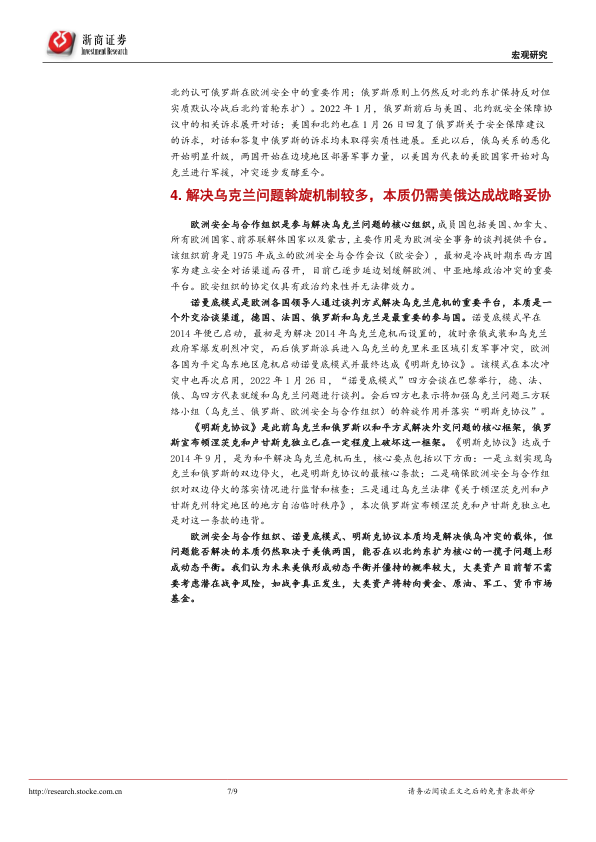 浙商证券
Investment Research
宏观研究
北约认可俄罗斯在欧洲安全中的重要作用；俄罗斯原则上仍然反对北约东扩保持反对但
实质默认冷战后北约首轮东扩）。2022 年 1 月，俄罗斯前后与美国、北约就安全保障协
议中的相关诉求展开对话；美国和北约也在 1 月 26 日回复了俄罗斯关于安全保障建议
的诉求，对话和答复中俄罗斯的诉求均未取得实质性进展。至此以后，俄乌关系的恶化
开始明显升级，两国开始在边境地区部署军事力量，以美国为代表的美欧国家开始对乌
克兰进行军援，冲突逐步发酵至今。
4. 解决乌克兰问题斡旋机制较多，本质仍需美俄达成战略妥协
欧洲安全与合作组织是参与解决乌克兰问题的核心组织，成员国包括美国、加拿大、
所有欧洲国家、前苏联解体国家以及蒙古，主要作用是为欧洲安全事务的谈判提供平台。
该组织前身是 1975 年成立的欧洲安全与合作会议（欧安会），最初是冷战时期东西方国
家为建立安全对话渠道而召开，目前已逐步延边划缓解欧洲、中亚地缘政治冲突的重要
平台。欧安组织的协定仅具有政治约束性并无法律效力。
诺曼底模式是欧洲各国领导人通过谈判方式解决乌克兰危机的重要平台，本质是一
个外交洽谈渠道，德国、法国、俄罗斯和乌克兰是最重要的参与国。诺曼底模式早在
2014 年便已启动，最初是为解决 2014 年乌克兰危机而设置的，彼时亲俄武装和乌克兰
政府军爆发剧烈冲突，而后俄罗斯派兵进入乌克兰的克里米亚区域引发军事冲突，欧洲
各国为平定乌东地区危机启动诺曼底模式并最终达成《明斯克协议》。该模式在本次冲
突中也再次启用，2022 年 1 月 26 日，“诺曼底模式”四方会谈在巴黎举行，德、法、
俄、乌四方代表就缓和乌克兰问题进行谈判。会后四方也表示将加强乌克兰问题三方联
络小组（乌克兰、俄罗斯、欧洲安全与合作组织）的斡旋作用并落实“明斯克协议”。
《明斯克协议》是此前乌克兰和俄罗斯以和平方式解决外交问题的核心框架，俄罗
斯宣布顿涅茨克和卢甘斯克独立已在一定程度上破坏这一框架。《明斯克协议》达成于
2014 年 9 月，是为和平解决乌克兰危机而生，核心要点包括以下方面：一是立刻实现乌
克兰和俄罗斯的双边停火，也是明斯克协议的最核心条款；二是确保欧洲安全与合作组
织对双边停火的落实情况进行监督和核查；三是通过乌克兰法律《关于顿涅茨克州和卢
甘斯克州特定地区的地方自治临时秩序》，本次俄罗斯宣布顿涅茨克和卢甘斯克独立也
是对这一条款的违背。
欧洲安全与合作组织、诺曼底模式、明斯克协议本质均是解决俄乌冲突的载体，但
问题能否解决的本质仍然取决于美俄两国，能否在以北约东扩为核心的一揽子问题上形
成动态平衡。我们认为未来美俄形成动态平衡并僵持的概率较大，大类资产目前暂不需
要考虑潜在战争风险，如战争真正发生，大类资产将转向黄金、原油、军工、货币市场
基金。
http://research.stocke.com.cn
7/9
请务必阅读正文之后的免责条款部分